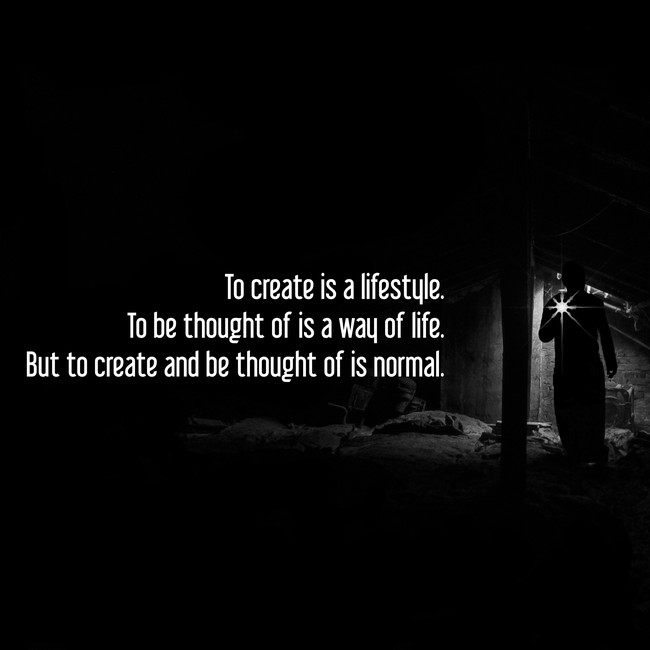 To create is a lifestyle.
To be thought of is a way of life.
But to create and be thought of is normal.